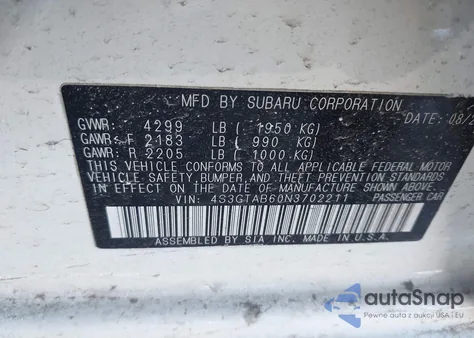 MFD BY SUBARU CORPORATION
DATE: 08/2
GVWR: 4299 LB ( 1950 KG)
GAWR: F 2183 LB ( 990 KG)
GAWR: R 2205 LB ( 1000 KG)
THIS VEHICLE CONFORMS TO ALL APPLICABLE FEDERAL MOTOR
VEHICLE SAFETY, BUMPER, AND THEFT PREVENTION STANDARDS
IN EFFECT ON THE DATE OF MANUFACTURE SHOWN ABOVE.
VIN: 4S3GTAB60N3702211 PASSENGER CAR
ASSEMBLED BY SIA, INC. MADE IN U.S.A.
autoSnap
Pewne auta z aukcji USA i EU